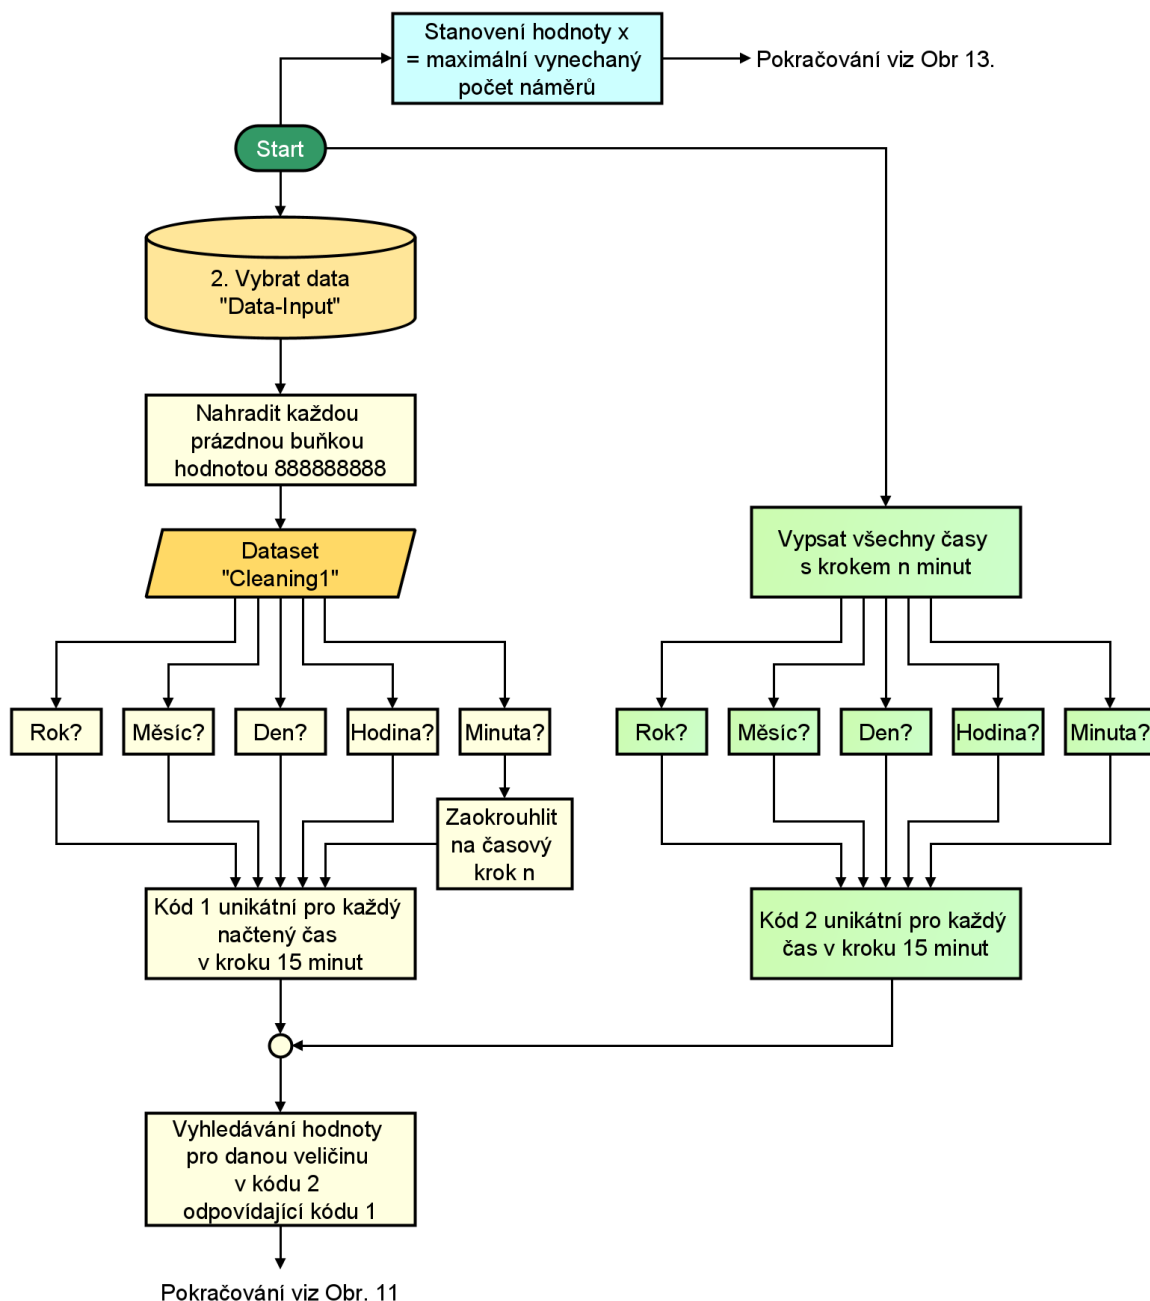 Stanovení hodnoty x
= maximální vynechaný
počet náměrů
Pokračování viz Obr 13.
Start
2. Vybrat data
"Data-Input"
Nahradit každou
prázdnou buňkou
hodnotou 888888888
Dataset
"Cleaning1"
Vypsat všechny časy
s krokem n minut
Rok?
Měsíc?
Den?
Hodina?
Minuta?
Rok?
Měsíc?
Den?
Hodina?
Minuta?
Zaokrouhlit
na časový
krok n
Kód 1 unikátní pro každý
načtený čas
v kroku 15 minut
Kód 2 unikátní pro každý
čas v kroku 15 minut
Vyhledávání hodnoty
pro danou veličinu
v kódu 2
odpovídající kódu 1
Pokračování viz Obr. 11